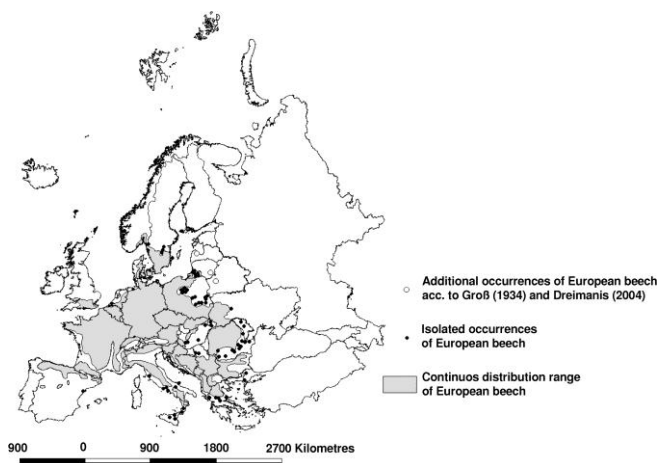 Additional occurrences of European beech
acc. to Groß (1934) and Dreimanis (2004)
Isolated occurrences
of European beech
Continuos distribution range
of European beech
900 0 900 1800 2700 Kilometres